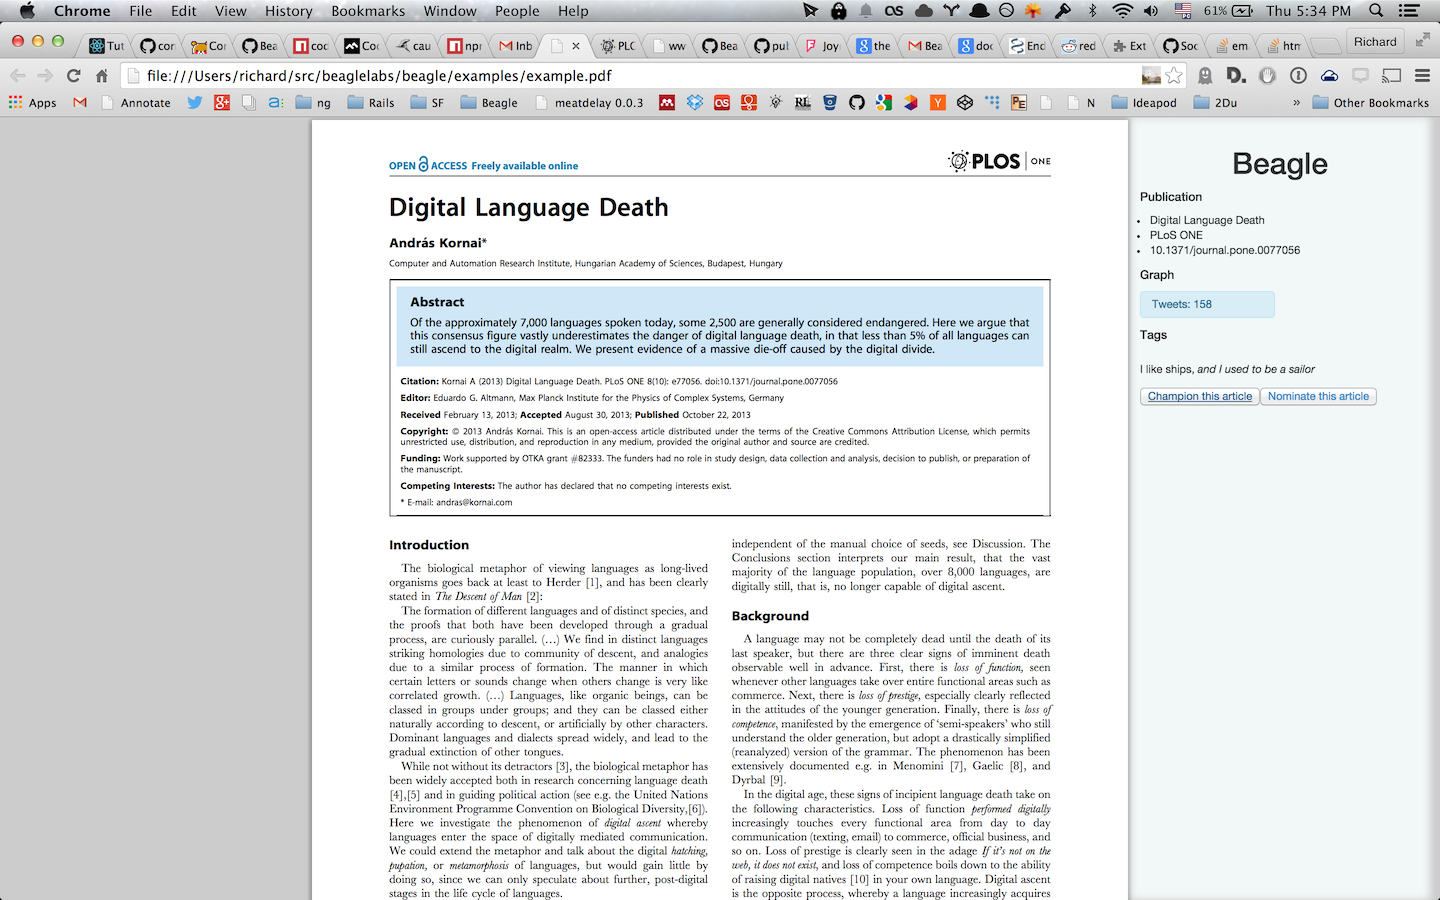 Chrome File Edit View History Bookmarks Window People Help 61% Thu 5:34 PM
Tut cor Cor Bea coc Coc cau npr Inb PLC ww Bea pul Joy the Bea doc End red Ext Soc em htm Richard
file:///Users/richard/src/beaglelabs/beagle/examples/example.pdf
Apps Annotate ng Rails SF Beagle meatdelay 0.0.3 N Ideapod 2Du » Other Bookmarks
OPEN ACCESS Freely available online
PLOS ONE
Digital Language Death
András Kornai*
Computer and Automation Research Institute, Hungarian Academy of Sciences, Budapest, Hungary
Abstract
Of the approximately 7,000 languages spoken today, some 2,500 are generally considered endangered. Here we argue that
this consensus figure vastly underestimates the danger of digital language death, in that less than 5% of all languages can
still ascend to the digital realm. We present evidence of a massive die-off caused by the digital divide.
Citation: Kornai A (2013) Digital Language Death. PLoS ONE 8(10): e77056. doi:10.1371/journal.pone.0077056
Editor: Eduardo G. Altmann, Max Planck Institute for the Physics of Complex Systems, Germany
Received February 13, 2013; Accepted August 30, 2013; Published October 22, 2013
Copyright: © 2013 András Kornai. This is an open-access article distributed under the terms of the Creative Commons Attribution License, which permits
unrestricted use, distribution, and reproduction in any medium, provided the original author and source are credited.
Funding: Work supported by OTKA grant #82333. The funders had no role in study design, data collection and analysis, decision to publish, or preparation of
the manuscript.
Competing Interests: The author has declared that no competing interests exist.
* E-mail: andras@kornai.com
Introduction
The biological metaphor of viewing languages as long-lived
organisms goes back at least to Herder [1], and has been clearly
stated in The Descent of Man [2]:
The formation of different languages and of distinct species, and
the proofs that both have been developed through a gradual
process, are curiously parallel. (…) We find in distinct languages
striking homologies due to community of descent, and analogies
due to a similar process of formation. The manner in which
certain letters or sounds change when others change is very like
correlated growth. (…) Languages, like organic beings, can be
classed in groups under groups; and they can be classed either
naturally according to descent, or artificially by other characters.
Dominant languages and dialects spread widely, and lead to the
gradual extinction of other tongues.
While not without its detractors [3], the biological metaphor has
been widely accepted both in research concerning language death
[4],[5] and in guiding political action (see e.g. the United Nations
Environment Programme Convention on Biological Diversity,[6]).
Here we investigate the phenomenon of digital ascent whereby
languages enter the space of digitally mediated communication.
We could extend the metaphor and talk about the digital hatching,
pupation, or metamorphosis of languages, but would gain little by
doing so, since we can only speculate about further, post-digital
stages in the life cycle of languages.
independent of the manual choice of seeds, see Discussion. The
Conclusions section interprets our main result, that the vast
majority of the language population, over 8,000 languages, are
digitally still, that is, no longer capable of digital ascent.
Background
A language may not be completely dead until the death of its
last speaker, but there are three clear signs of imminent death
observable well in advance. First, there is loss of function, seen
whenever other languages take over entire functional areas such as
commerce. Next, there is loss of prestige, especially clearly reflected
in the attitudes of the younger generation. Finally, there is loss of
competence, manifested by the emergence of 'semi-speakers' who still
understand the older generation, but adopt a drastically simplified
(reanalyzed) version of the grammar. The phenomenon has been
extensively documented e.g. in Menomini [7], Gaelic [8], and
Dyrbal [9].
In the digital age, these signs of incipient language death take on
the following characteristics. Loss of function performed digitally
increasingly touches every functional area from day to day
communication (texting, email) to commerce, official business, and
so on. Loss of prestige is clearly seen in the adage If it's not on the
web, it does not exist, and loss of competence boils down to the ability
of raising digital natives [10] in your own language. Digital ascent
is the opposite process, whereby a language increasingly acquires
Beagle
Publication
Digital Language Death
PLoS ONE
10.1371/journal.pone.0077056
Graph
Tweets: 158
Tags
I like ships, and I used to be a sailor
Champion this article Nominate this article